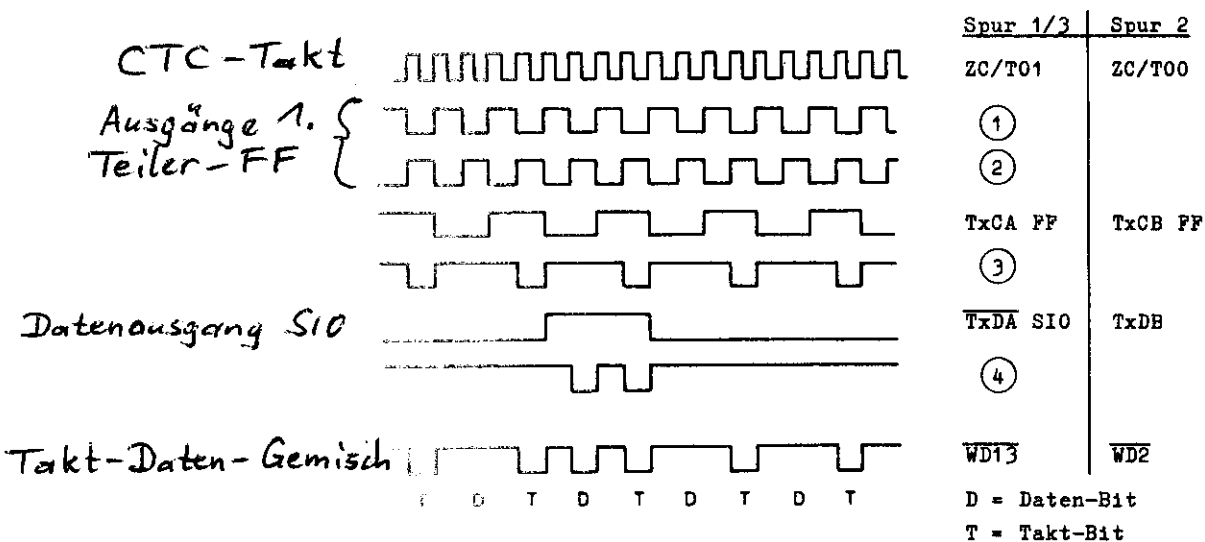 Spur 1/3 Spur 2
CTC-Takt ZC/TO1 ZC/TO0
Ausgänge 1. ①
Teiler-FF ②
TxCA FF TxCB FF
③
Datenausgang SIO TxDA SIO TxDB
④
Takt-Daten-Gemisch WD13 WD2
T D T D T D T D T
D = Daten-Bit
T = Takt-Bit